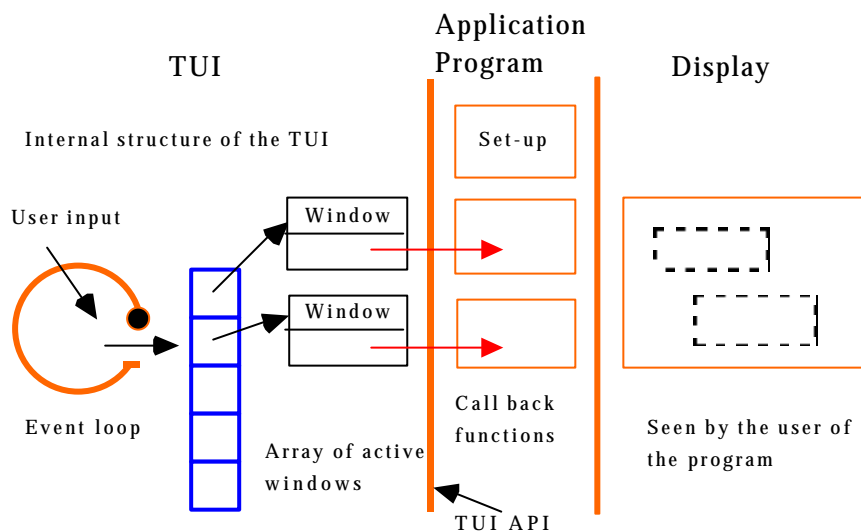 TUI
Application
Program
Display
Internal structure of the TUI
Set-up
User input
Window
Window
Event loop
Array of active
windows
Call back
functions
Seen by the user of
the program
TUI API